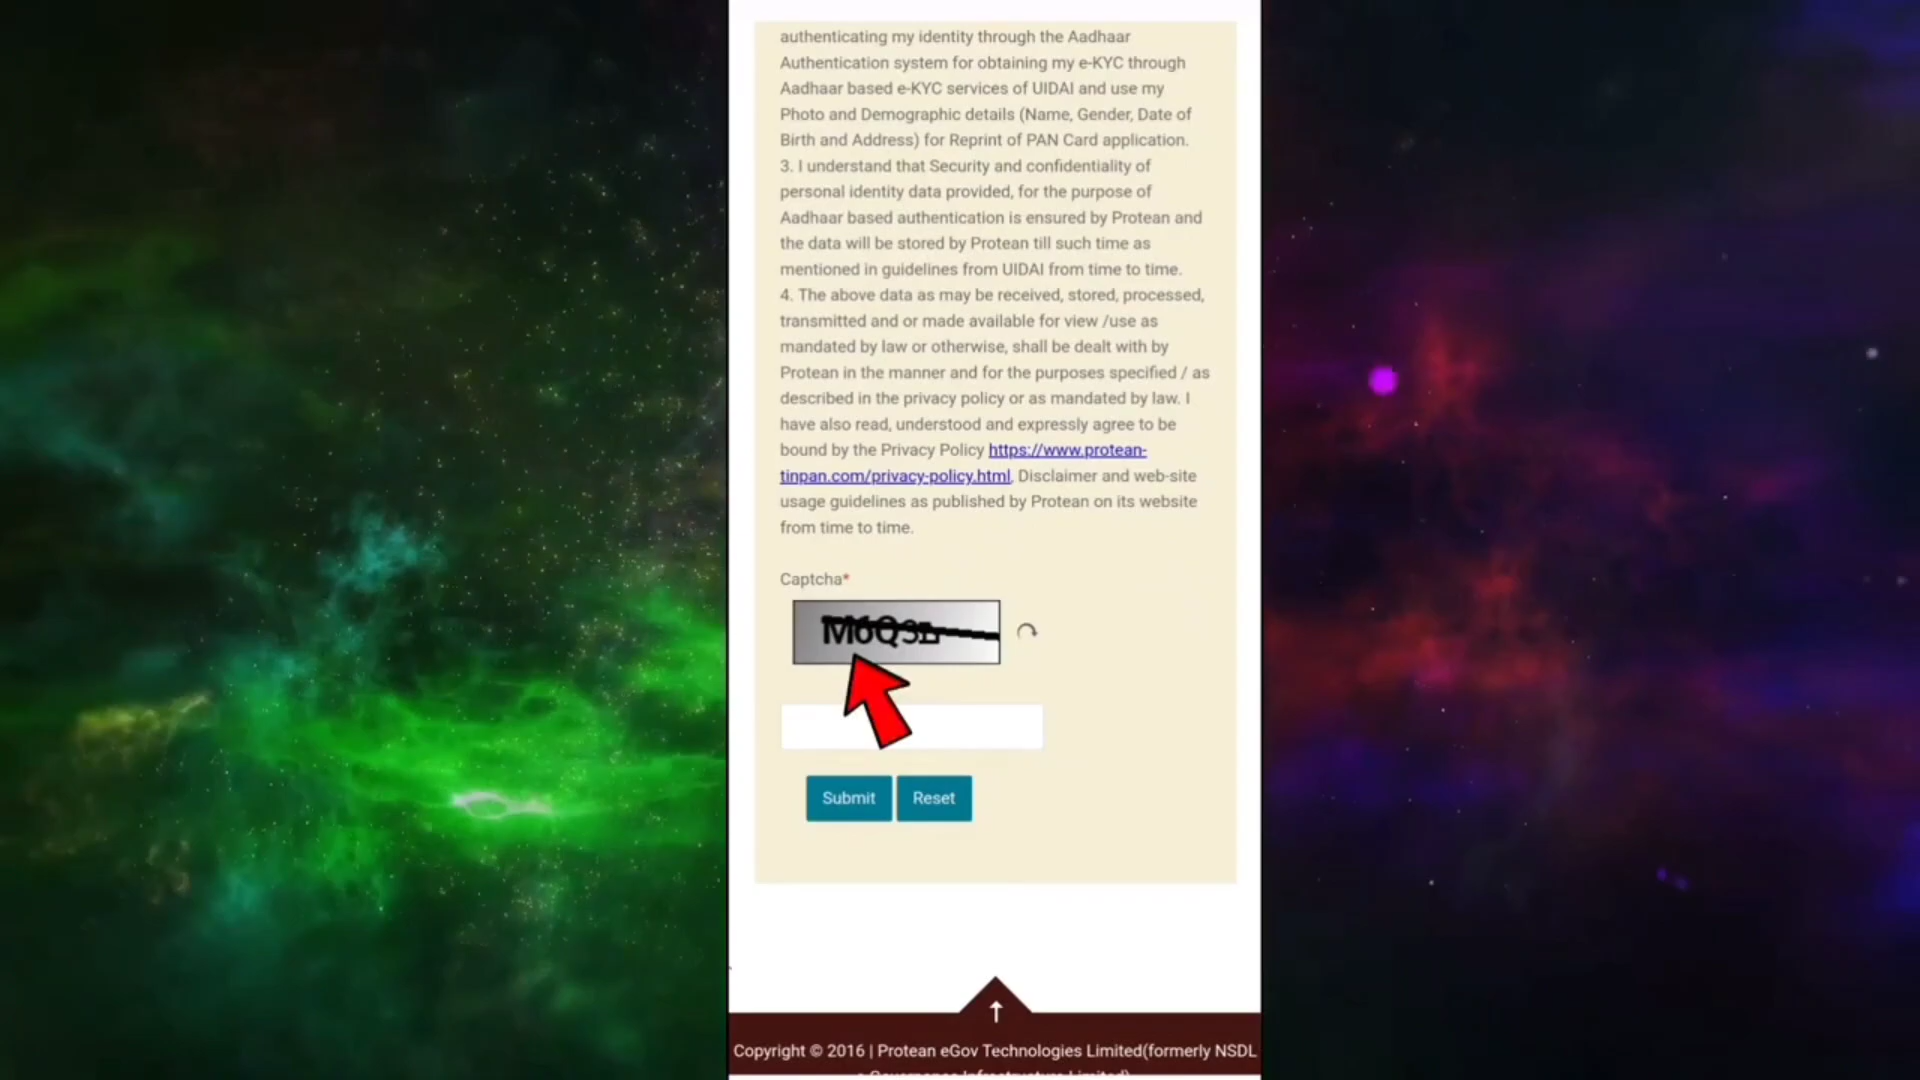 authenticating my identity through the Aadhaar
Authentication system for obtaining my e-KYC through
Aadhaar based e-KYC services of UIDAI and use my
Photo and Demographic details (Name, Gender, Date of
Birth and Address) for Reprint of PAN Card application.
3. I understand that Security and confidentiality of
personal identity data provided, for the purpose of
Aadhaar based authentication is ensured by Protean and
the data will be stored by Protean till such time as
mentioned in guidelines from UIDAI from time to time.
4. The above data as may be received, stored, processed,
transmitted and or made available for view /use as
mandated by law or otherwise, shall be dealt with by
Protean in the manner and for the purposes specified / as
described in the privacy policy or as mandated by law. I
have also read, understood and expressly agree to be
bound by the Privacy Policy https://www.protean-
tinpan.com/privacy-policy.html, Disclaimer and web-site
usage guidelines as published by Protean on its website
from time to time.
Captcha*
Submit Reset
Copyright © 2016 | Protean eGov Technologies Limited(formerly NSDL